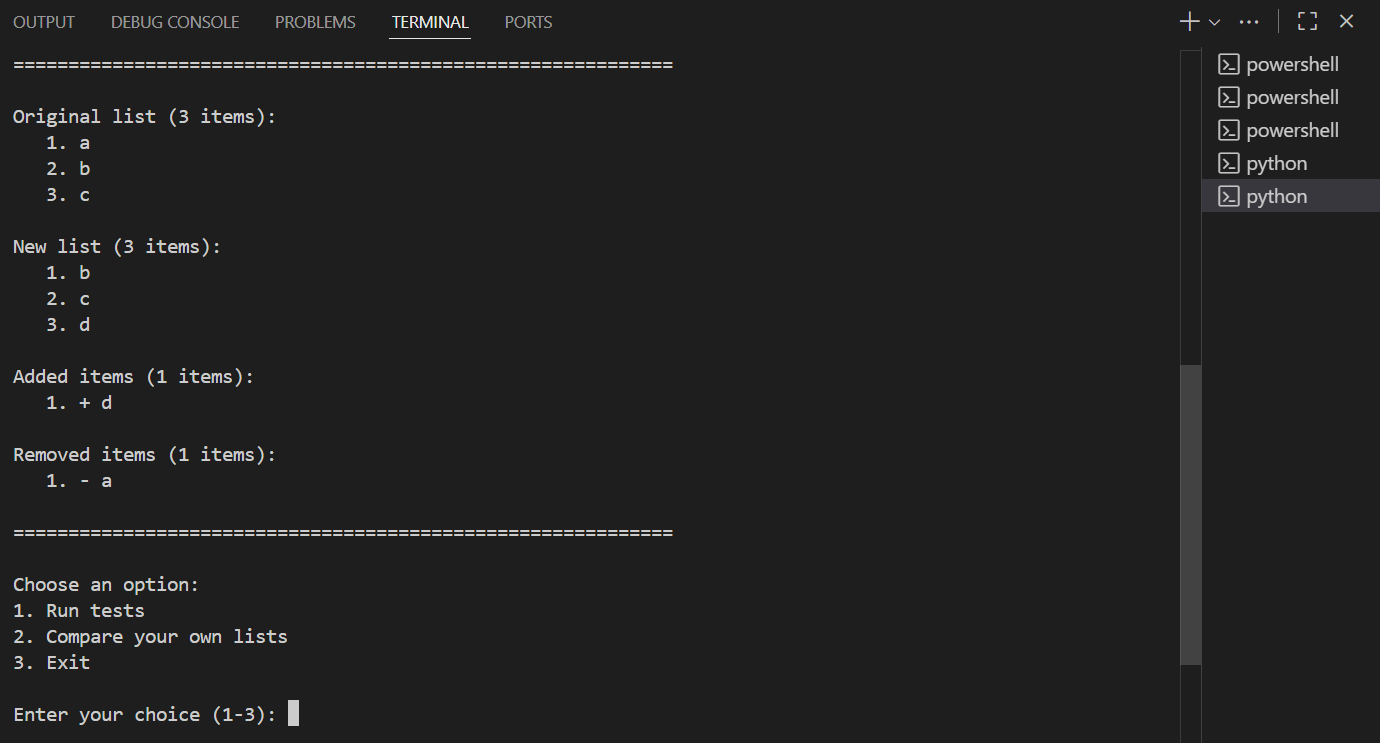 OUTPUT DEBUG CONSOLE PROBLEMS TERMINAL PORTS
============================================================
Original list (3 items):
1. a
2. b
3. c
New list (3 items):
1. b
2. c
3. d
Added items (1 items):
1. + d
Removed items (1 items):
1. - a
============================================================
Choose an option:
1. Run tests
2. Compare your own lists
3. Exit
Enter your choice (1-3):
powershell
powershell
powershell
python
python